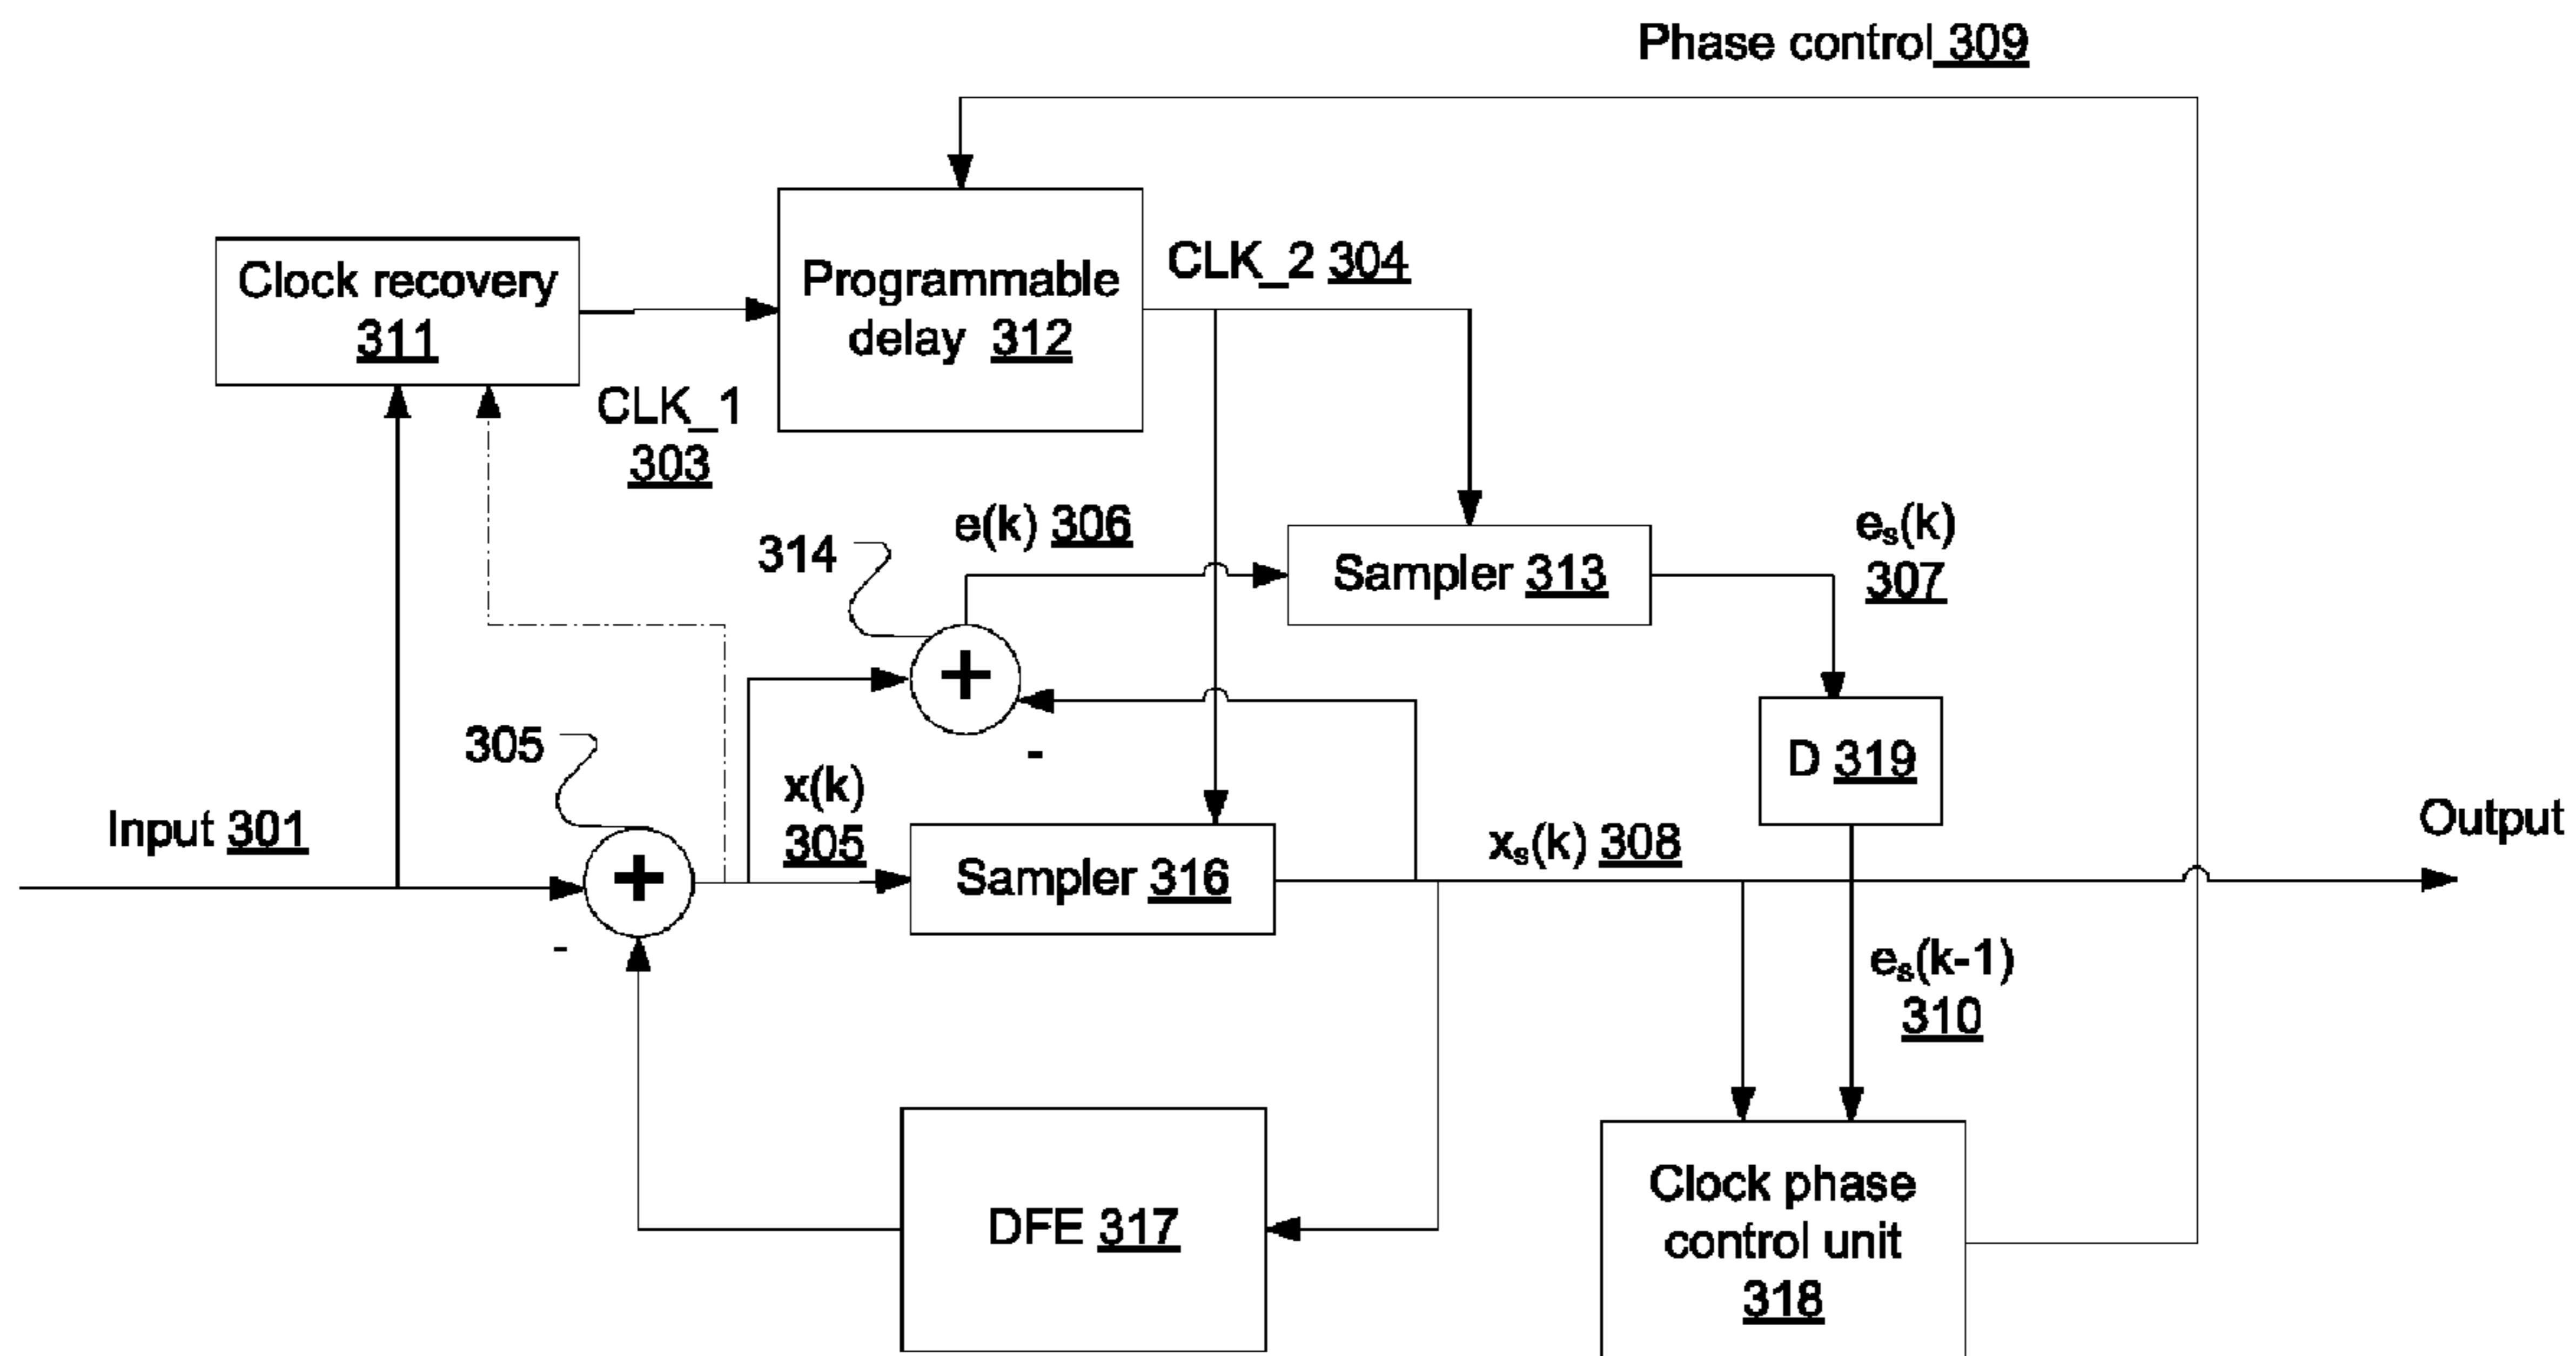 Phase control 309
Clock recovery
311
Programmable
delay 312
CLK_2 304
CLK_1
303
e(k) 306
314
Sampler 313
es(k)
307
+
-
305
x(k)
305
D 319
Input 301
+
-
Sampler 316
xs(k) 308
Output
es(k-1)
310
DFE 317
Clock phase
control unit
318